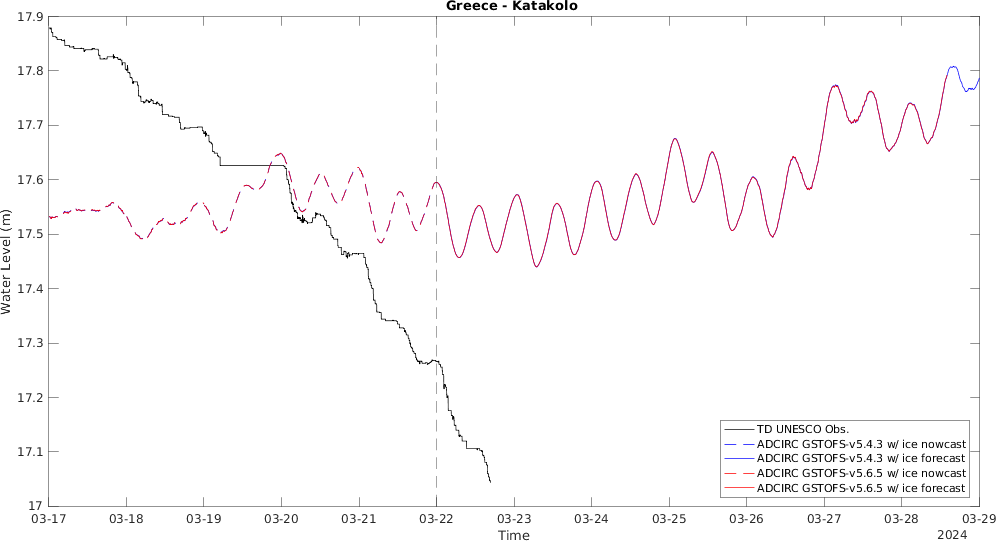 Greece - Katakolo
17.9
17.8
17.7
17.6
17.5
17.4
17.3
17.2
17.1
17
Water Level (m)
03-17 03-18 03-19 03-20 03-21 03-22 03-23 03-24 03-25 03-26 03-27 03-28 03-29
Time
2024
TD UNESCO Obs.
ADCIRC GSTOFS-v5.4.3 w/ ice nowcast
ADCIRC GSTOFS-v5.4.3 w/ ice forecast
ADCIRC GSTOFS-v5.6.5 w/ ice nowcast
ADCIRC GSTOFS-v5.6.5 w/ ice forecast